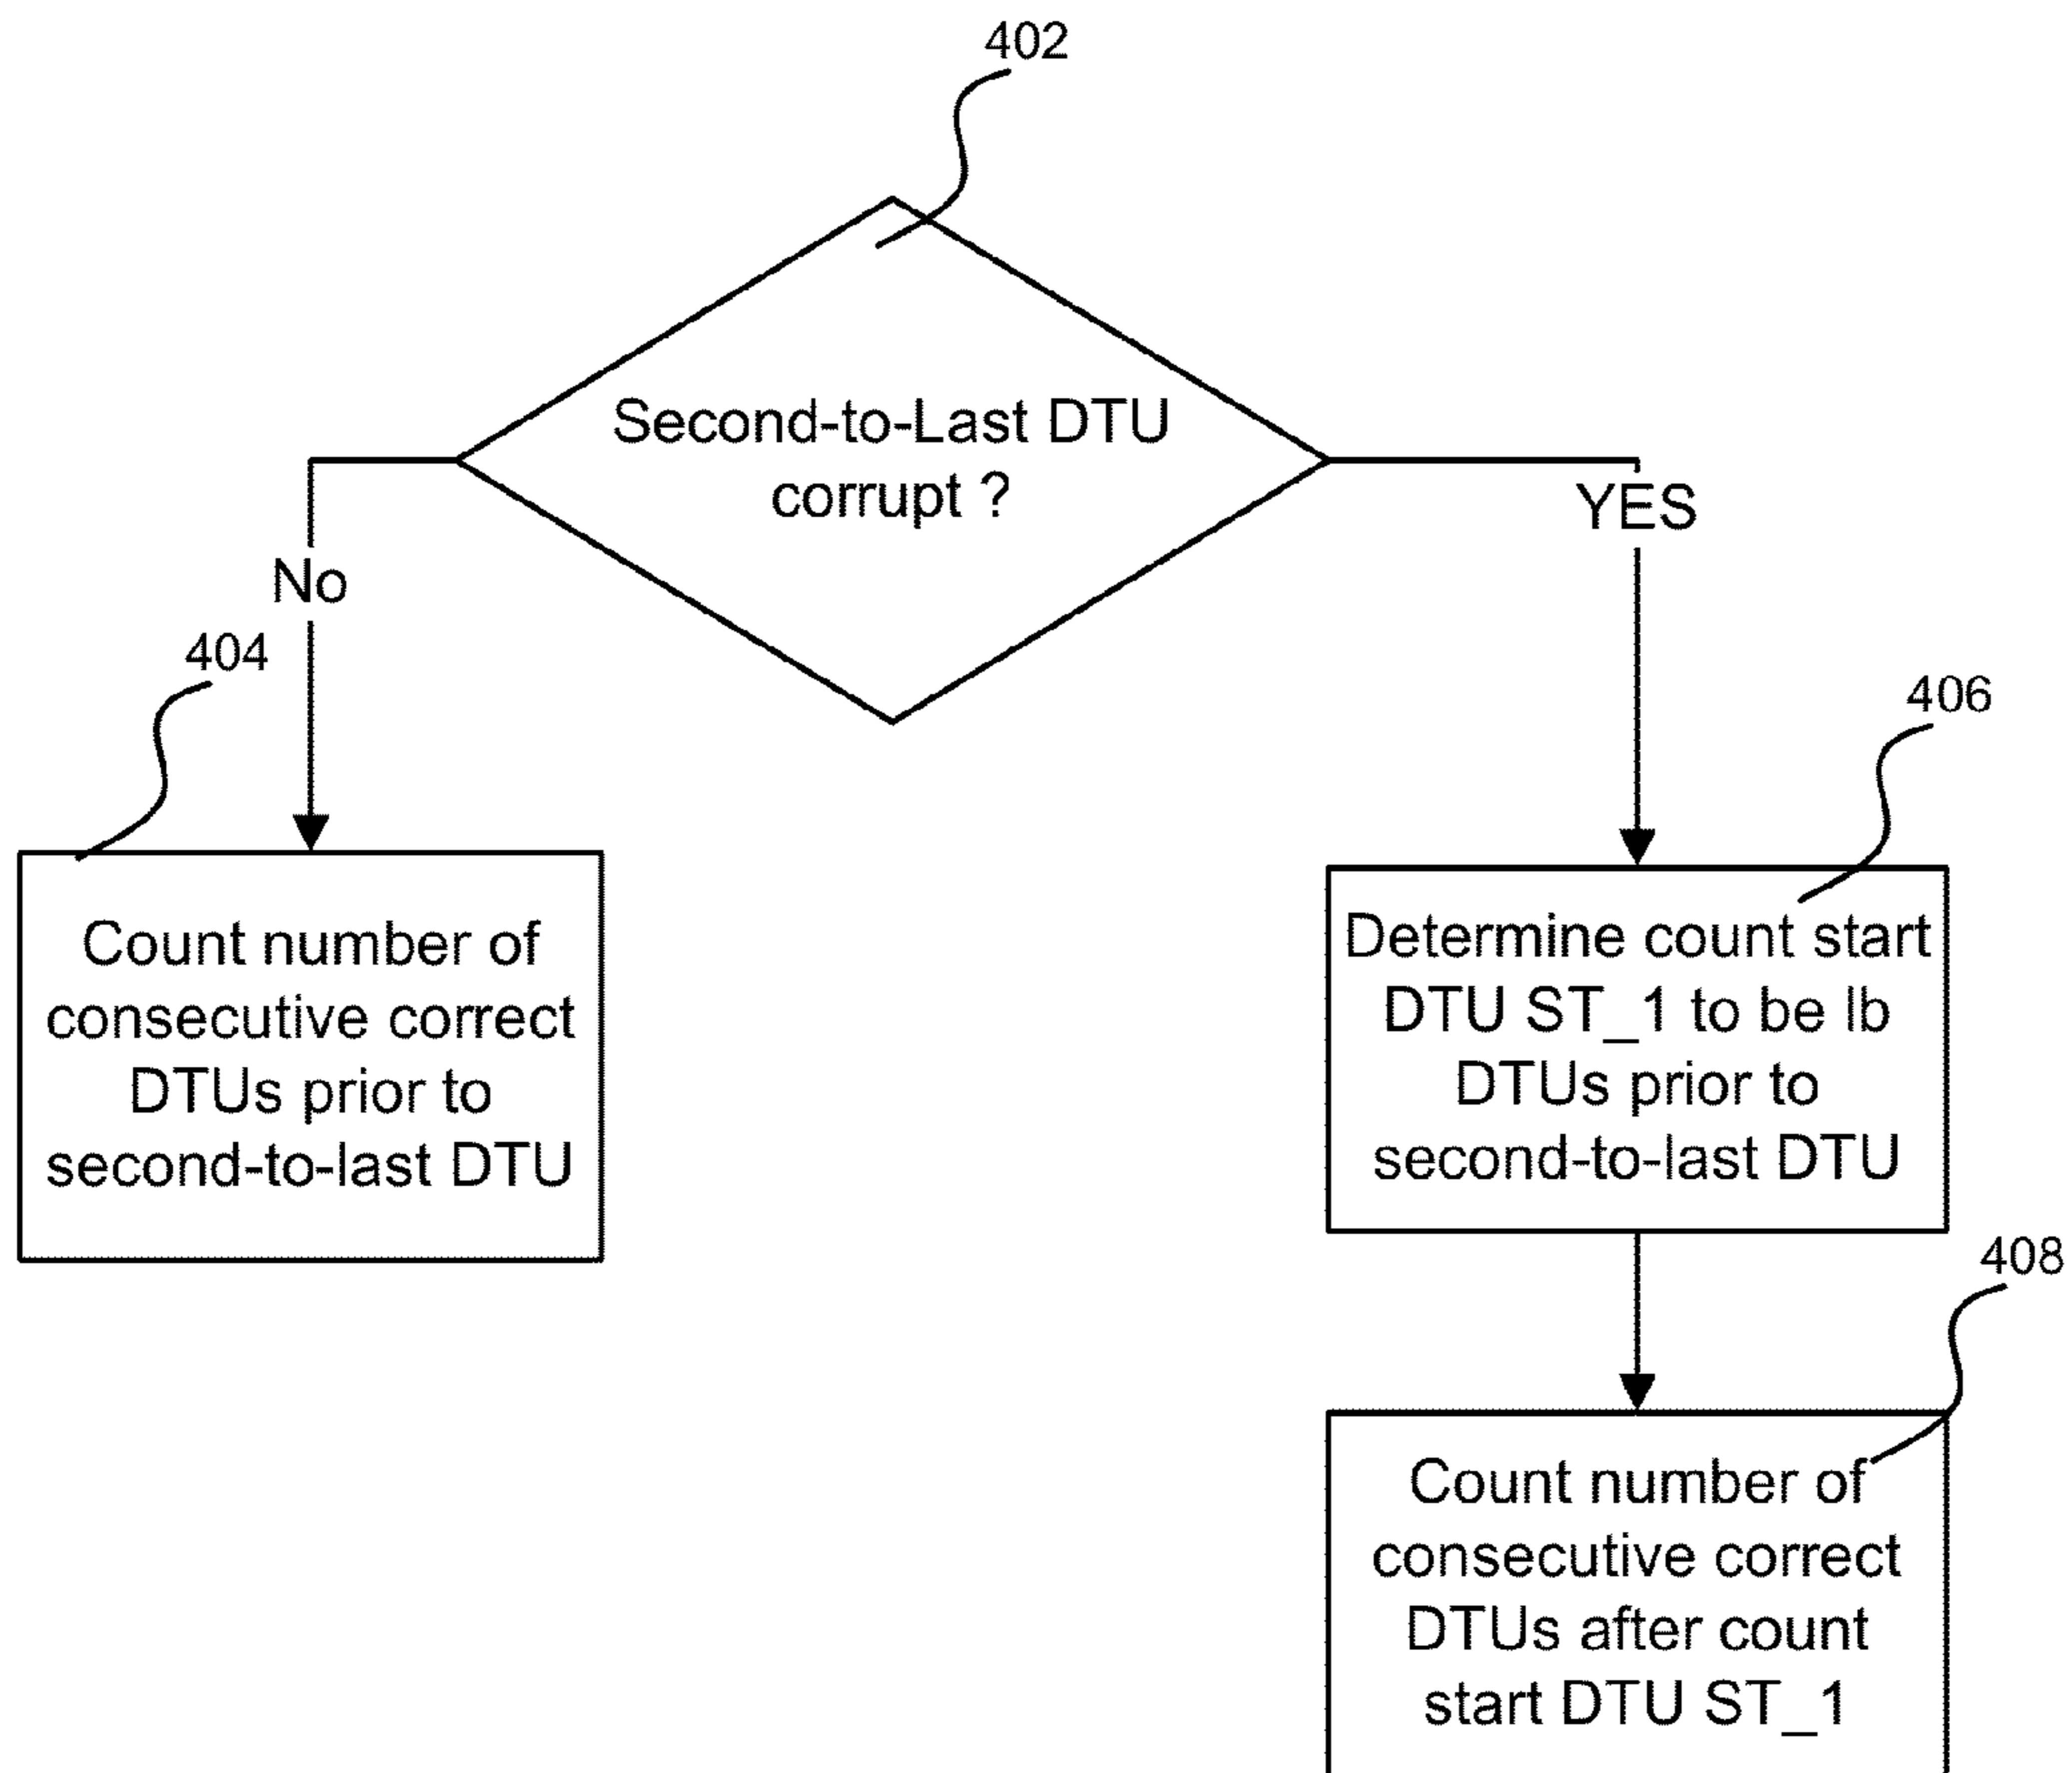 402
Second-to-Last DTU
corrupt ?
No
YES
404
Count number of
consecutive correct
DTUs prior to
second-to-last DTU
406
Determine count start
DTU ST_1 to be lb
DTUs prior to
second-to-last DTU
408
Count number of
consecutive correct
DTUs after count
start DTU ST_1